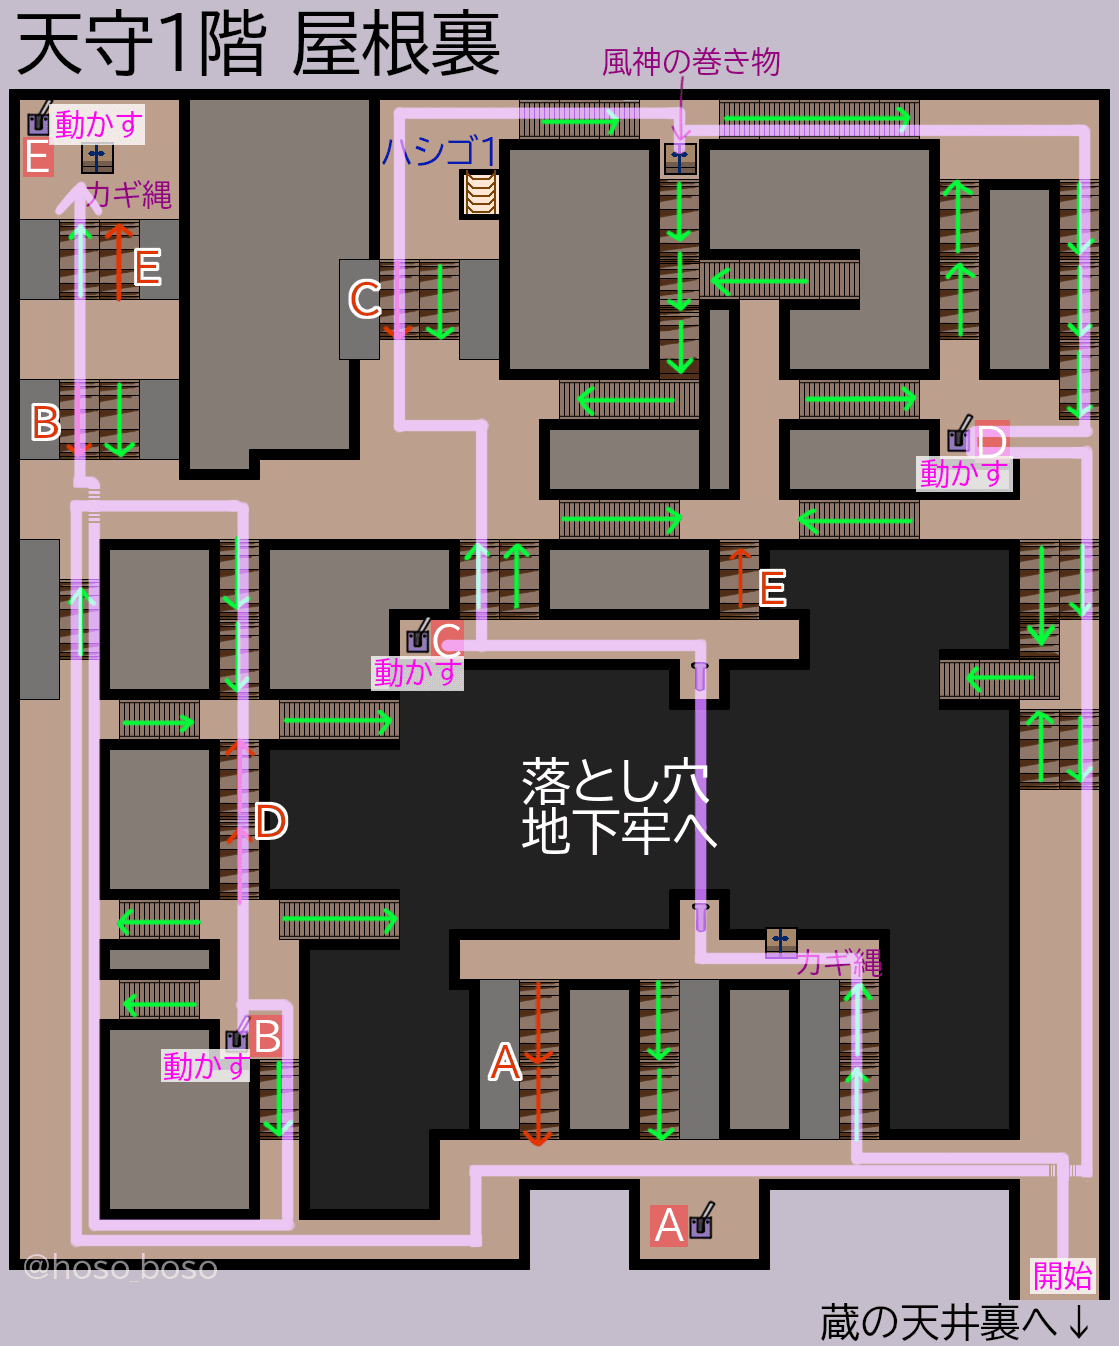 天守1階 屋根裏
風神の巻き物
動かす
E
カギ縄
ハシゴ1
E
C
B
D
動かす
E
C
動かす
落とし穴
地下牢へ
D
カギ縄
B
動かす
A
A
@hoso_boso
開始
蔵の天井裏へ↓